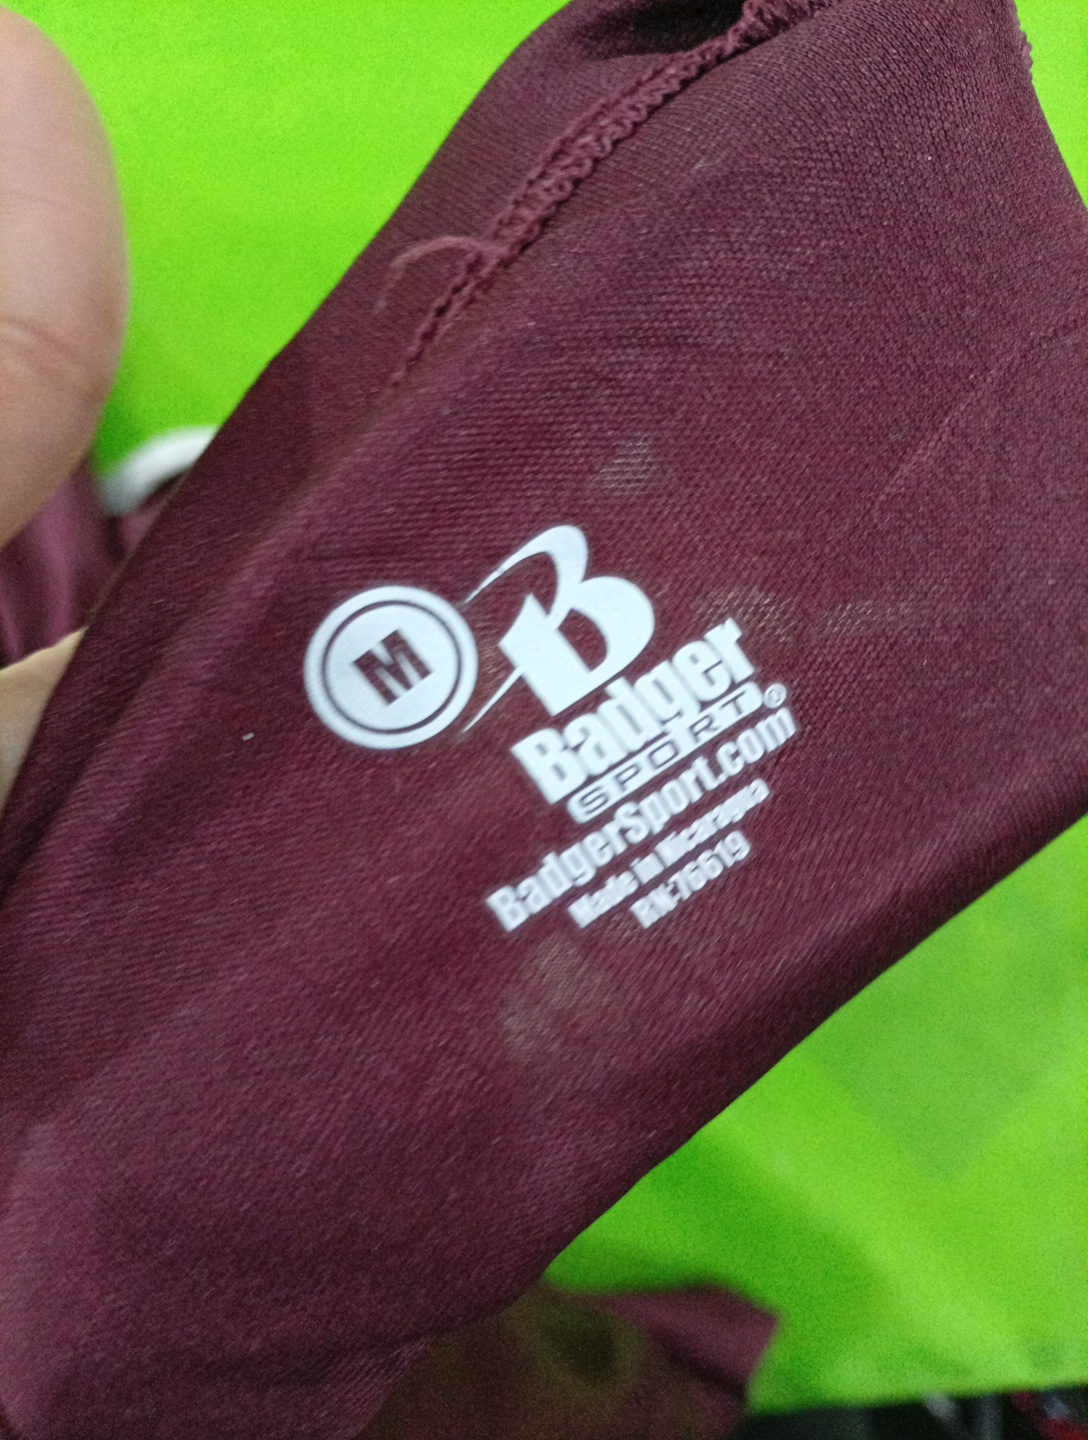 M
B
Badger
SPORT®
BadgerSport.com
Made in Nicaragua
RN:76619